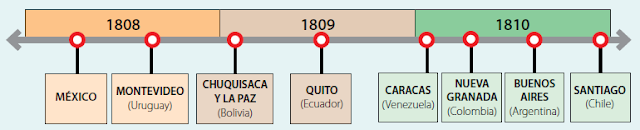 1808 1809 1810
MÉXICO
MONTEVIDEO
(Uruguay)
CHUQUISACA
Y LA PAZ
(Bolivia)
QUITO
(Ecuador)
CARACAS
(Venezuela)
NUEVA
GRANADA
(Colombia)
BUENOS
AIRES
(Argentina)
SANTIAGO
(Chile)